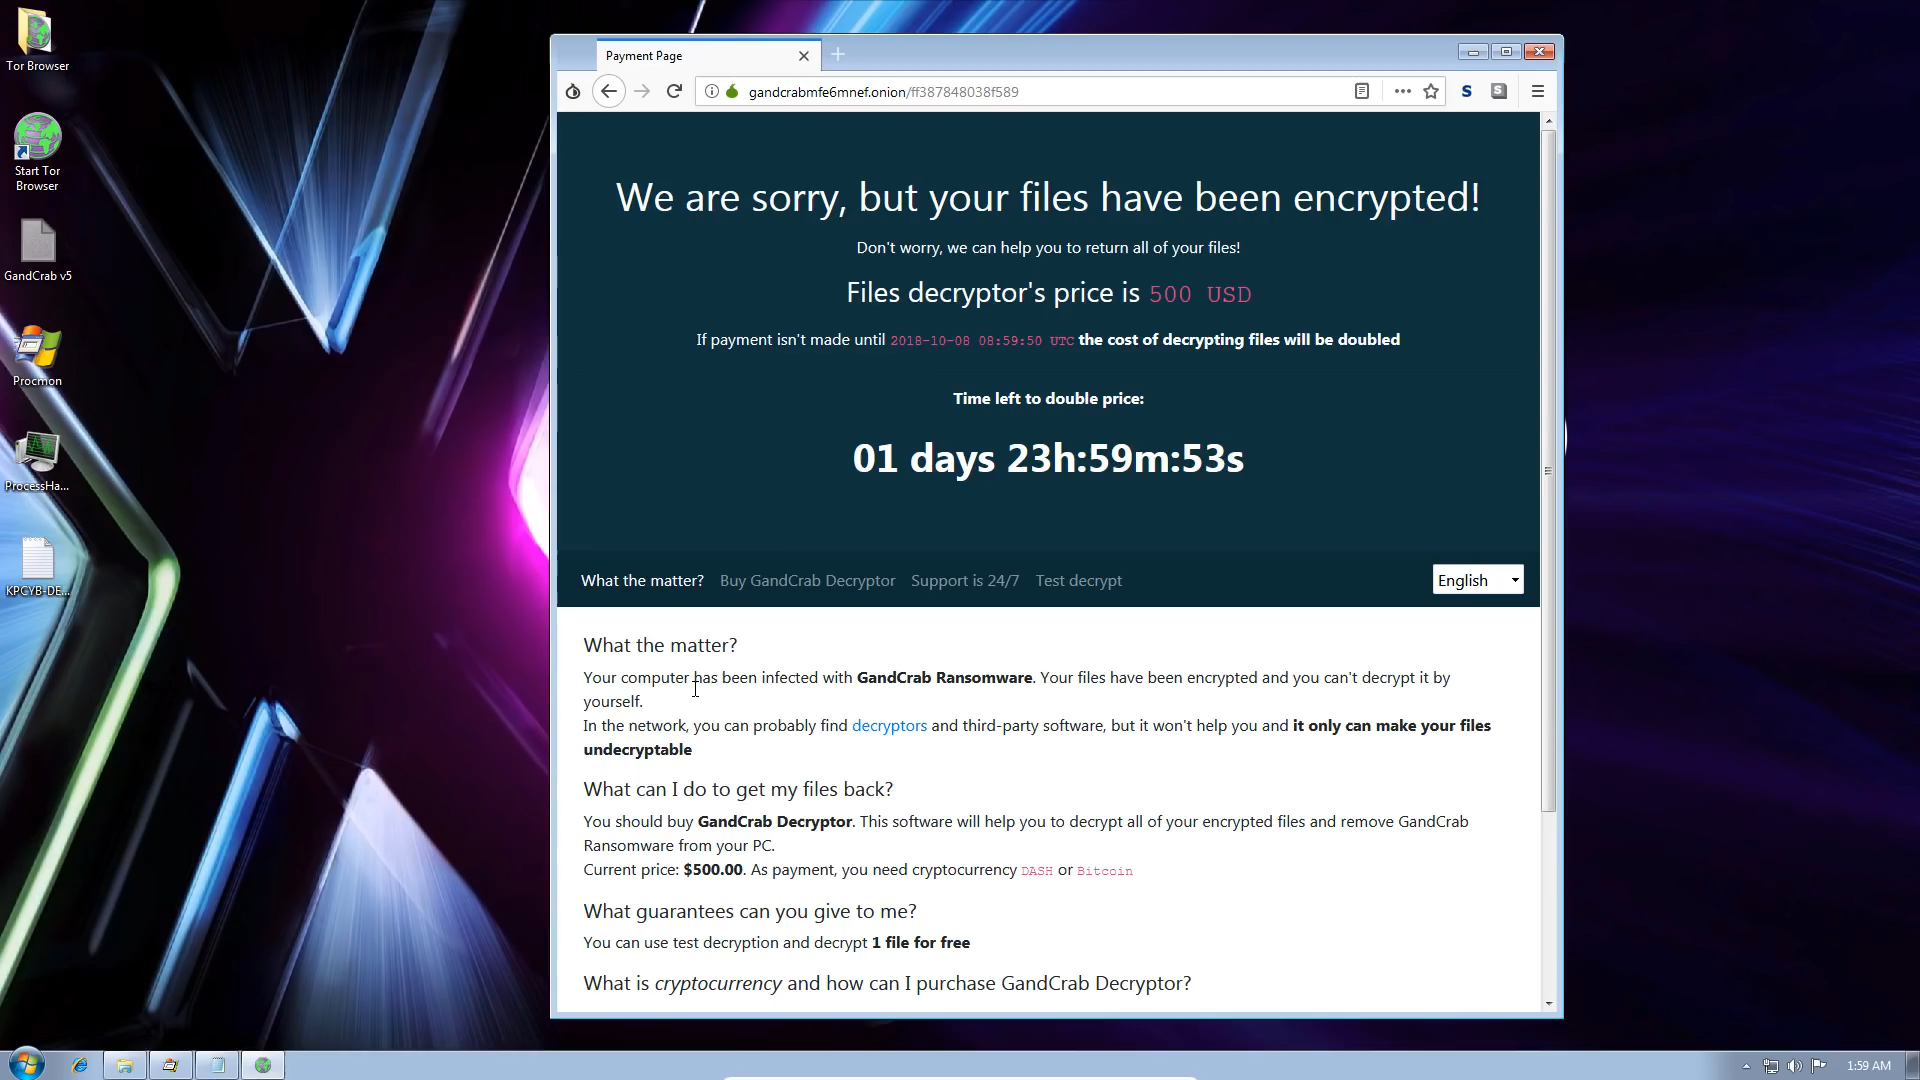 Tor Browser
Start Tor
Browser
GandCrab v5
Procmon
ProcessHa...
KPCYB-DE...
Payment Page
gandcrabmfe6mnef.onion/ff387848038f589
S
S
We are sorry, but your files have been encrypted!
Don't worry, we can help you to return all of your files!
Files decryptor's price is 500 USD
If payment isn't made until 2018-10-08 08:59:50 UTC the cost of decrypting files will be doubled
Time left to double price:
01 days 23h:59m:53s
What the matter? Buy GandCrab Decryptor Support is 24/7 Test decrypt English
What the matter?
Your computer has been infected with GandCrab Ransomware. Your files have been encrypted and you can't decrypt it by
yourself.
In the network, you can probably find decryptors and third-party software, but it won't help you and it only can make your files
undecryptable
What can I do to get my files back?
You should buy GandCrab Decryptor. This software will help you to decrypt all of your encrypted files and remove GandCrab
Ransomware from your PC.
Current price: $500.00. As payment, you need cryptocurrency DASH or Bitcoin
What guarantees can you give to me?
You can use test decryption and decrypt 1 file for free
What is cryptocurrency and how can I purchase GandCrab Decryptor?
1:59 AM